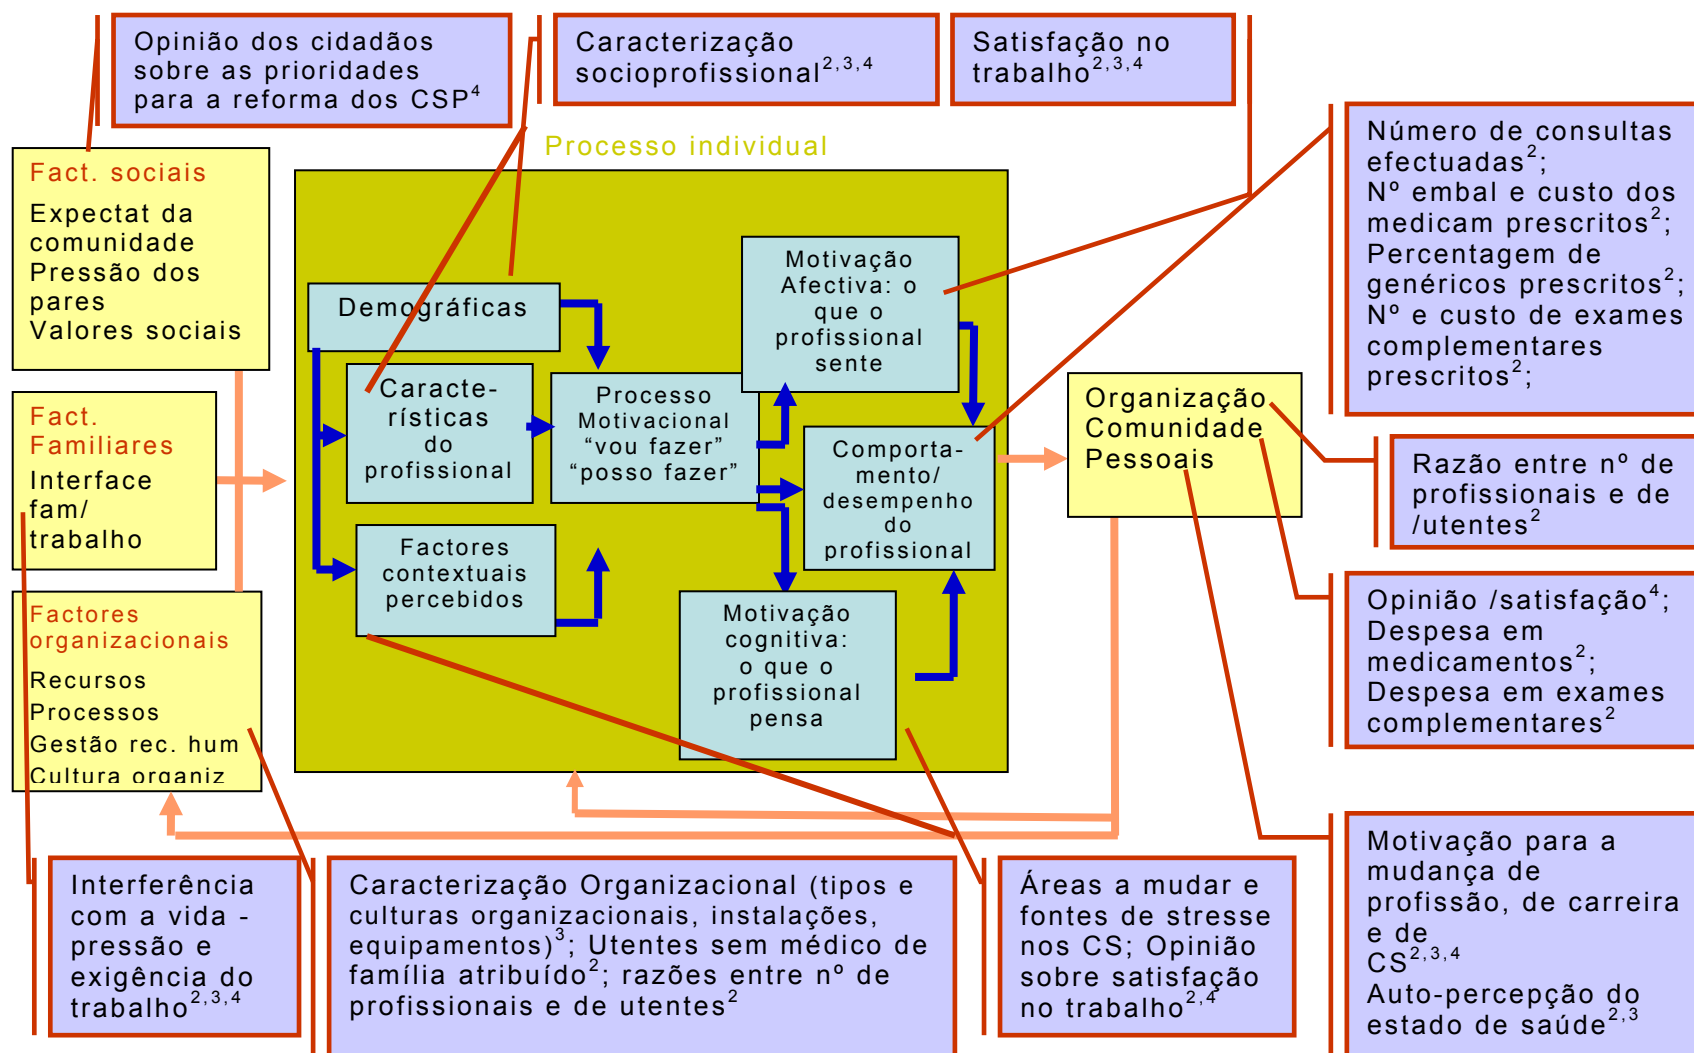 Opinião dos cidadãos
sobre as prioridades
para a reforma dos CSP⁴
Caracterização
socioprofissional²,³,⁴
Satisfação no
trabalho²,³,⁴
Número de consultas
efectuadas²;
Nº embal e custo dos
medicam prescritos²;
Percentagem de
genéricos prescritos²;
Nº e custo de exames
complementares
prescritos²;
Processo individual
Fact. sociais
Expectat da
comunidade
Pressão dos
pares
Valores sociais
Fact.
Familiares
Interface
fam/
trabalho
Factores
organizacionais
Recursos
Processos
Gestão rec. hum
Cultura organiz
Demográficas
Caracte-
rísticas
do
profissional
Factores
contextuais
percebidos
Processo
Motivacional
“vou fazer”
“posso fazer”
Motivação
Afectiva: o
que o
profissional
sente
Comporta-
mento/
desempenho
do
profissional
Motivação
cognitiva:
o que o
profissional
pensa
Organização
Comunidade
Pessoais
Razão entre nº de
profissionais e de
/utentes²
Opinião /satisfação⁴;
Despesa em
medicamentos²;
Despesa em exames
complementares²
Interferência
com a vida -
pressão e
exigência do
trabalho²,³,⁴
Caracterização Organizacional (tipos e
culturas organizacionais, instalações,
equipamentos)³; Utentes sem médico de
família atribuído²; razões entre nº de
profissionais e de utentes²
Áreas a mudar e
fontes de stresse
nos CS; Opinião
sobre satisfação
no trabalho²,⁴
Motivação para a
mudança de
profissão, de carreira
e de
CS²,³,⁴
Auto-percepção do
estado de saúde²,³